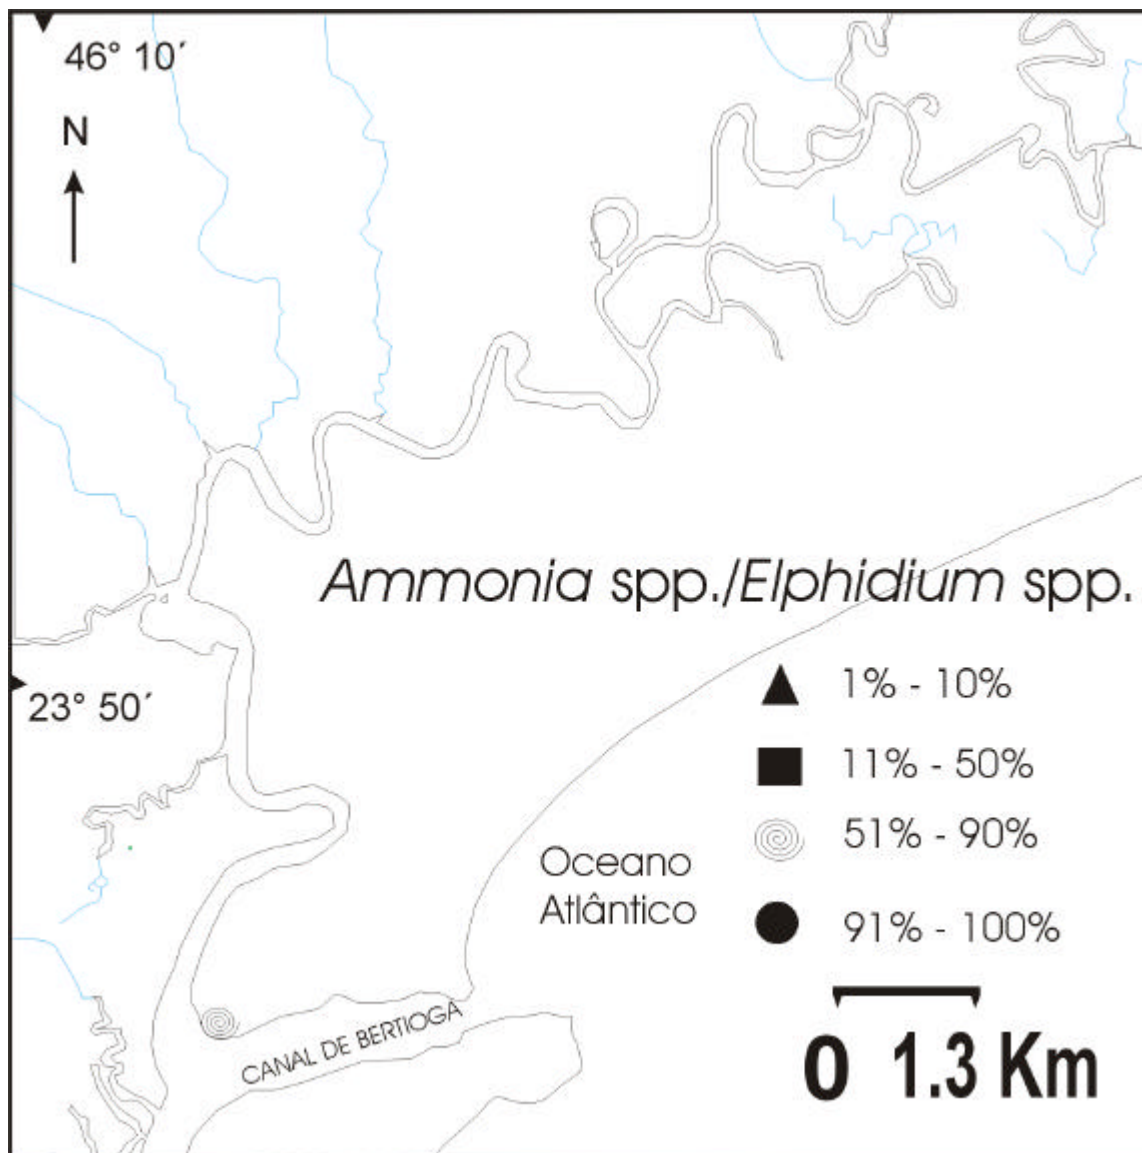 46° 10´
N
Ammonia spp./Elphidium spp.
23° 50´
1% - 10%
11% - 50%
51% - 90%
91% - 100%
Oceano
Atlântico
CANAL DE BERTIOGA
0 1.3 Km